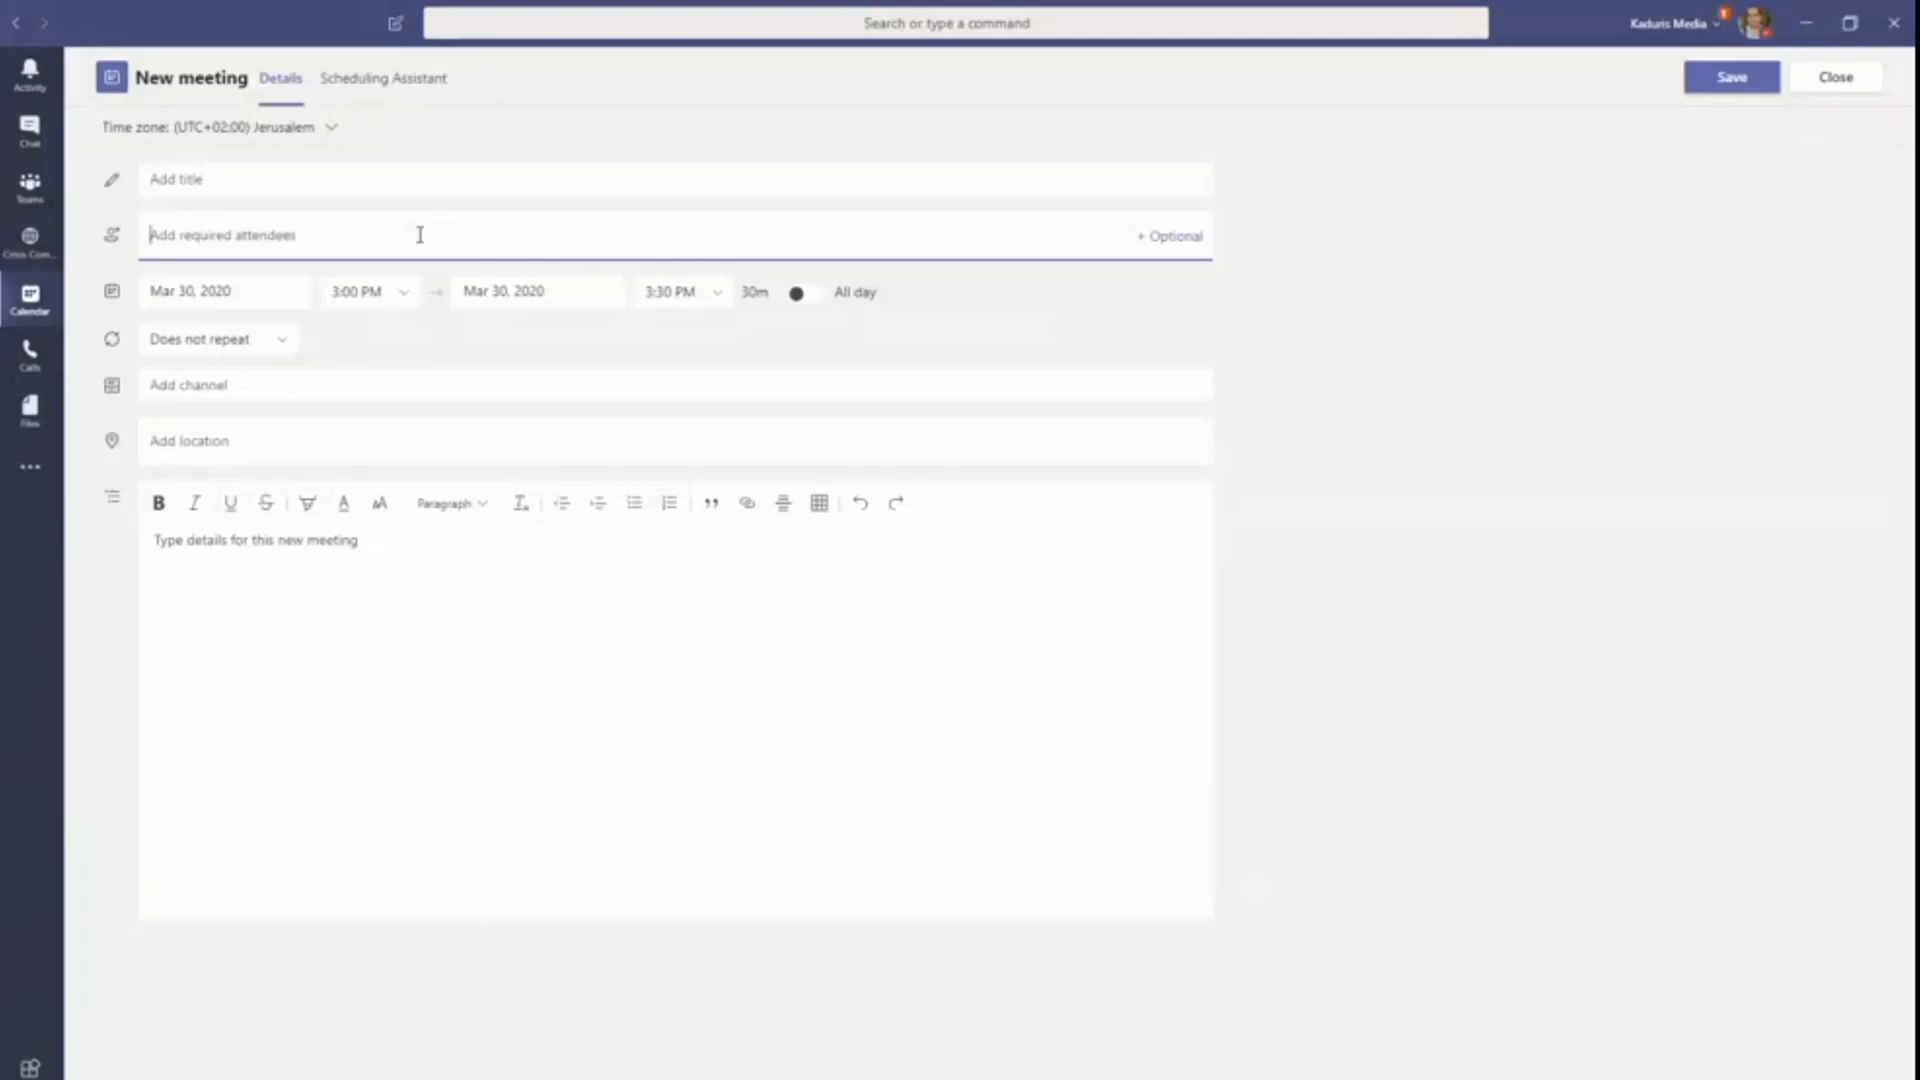 Search or type a command
Kaduris Media
Activity
Chat
Teams
Crisis Com...
Calendar
Calls
Files
New meeting Details Scheduling Assistant
Save Close
Time zone: (UTC+02:00) Jerusalem
Add title
Add required attendees + Optional
Mar 30, 2020 3:00 PM → Mar 30, 2020 3:30 PM 30m All day
Does not repeat
Add channel
Add location
Paragraph
Type details for this new meeting